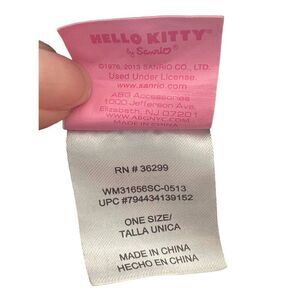 HELLO KITTY
by Sanrio
©1976, 2013 SANRIO CO., LTD.
Used Under License.
www.sanrio.com
ABG Accessories
1000 Jefferson Ave.
Elizabeth, NJ 07201
WWW.ABGNYC.COM
MADE IN CHINA
RN # 36299
WM31656SC-0513
UPC #794434139152
ONE SIZE/
TALLA UNICA
MADE IN CHINA
HECHO EN CHINA